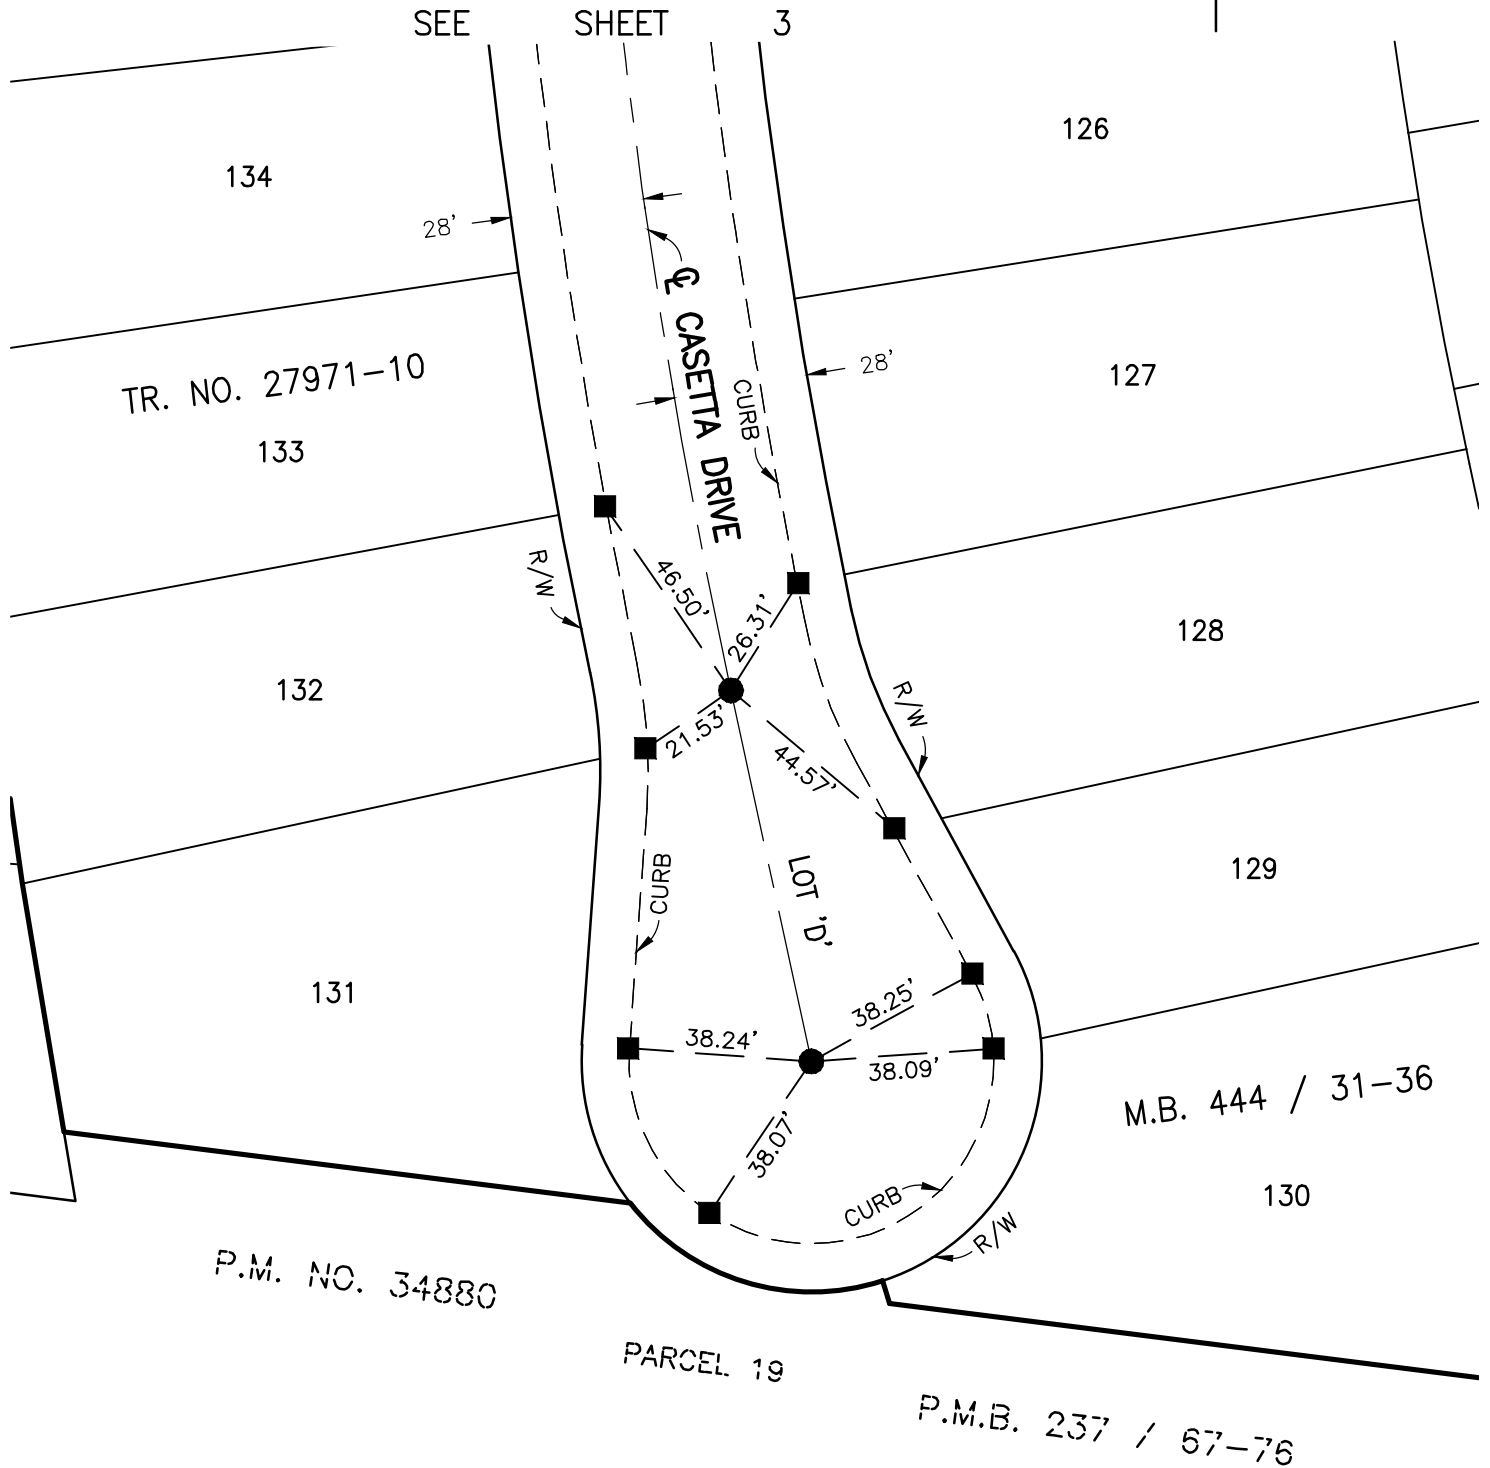 SEE SHEET 3
126
134
28'
℄ CASETTA DRIVE
28'
CURB
TR. NO. 27971-10
127
133
R/W
46.50'
26.31'
128
132
R/W
21.53'
44.57'
CURB
LOT 'D'
129
131
38.25'
38.24'
38.09'
M.B. 444 / 31-36
38.07'
CURB
130
R/W
P.M. NO. 34880
PARCEL 19
P.M.B. 237 / 67-76